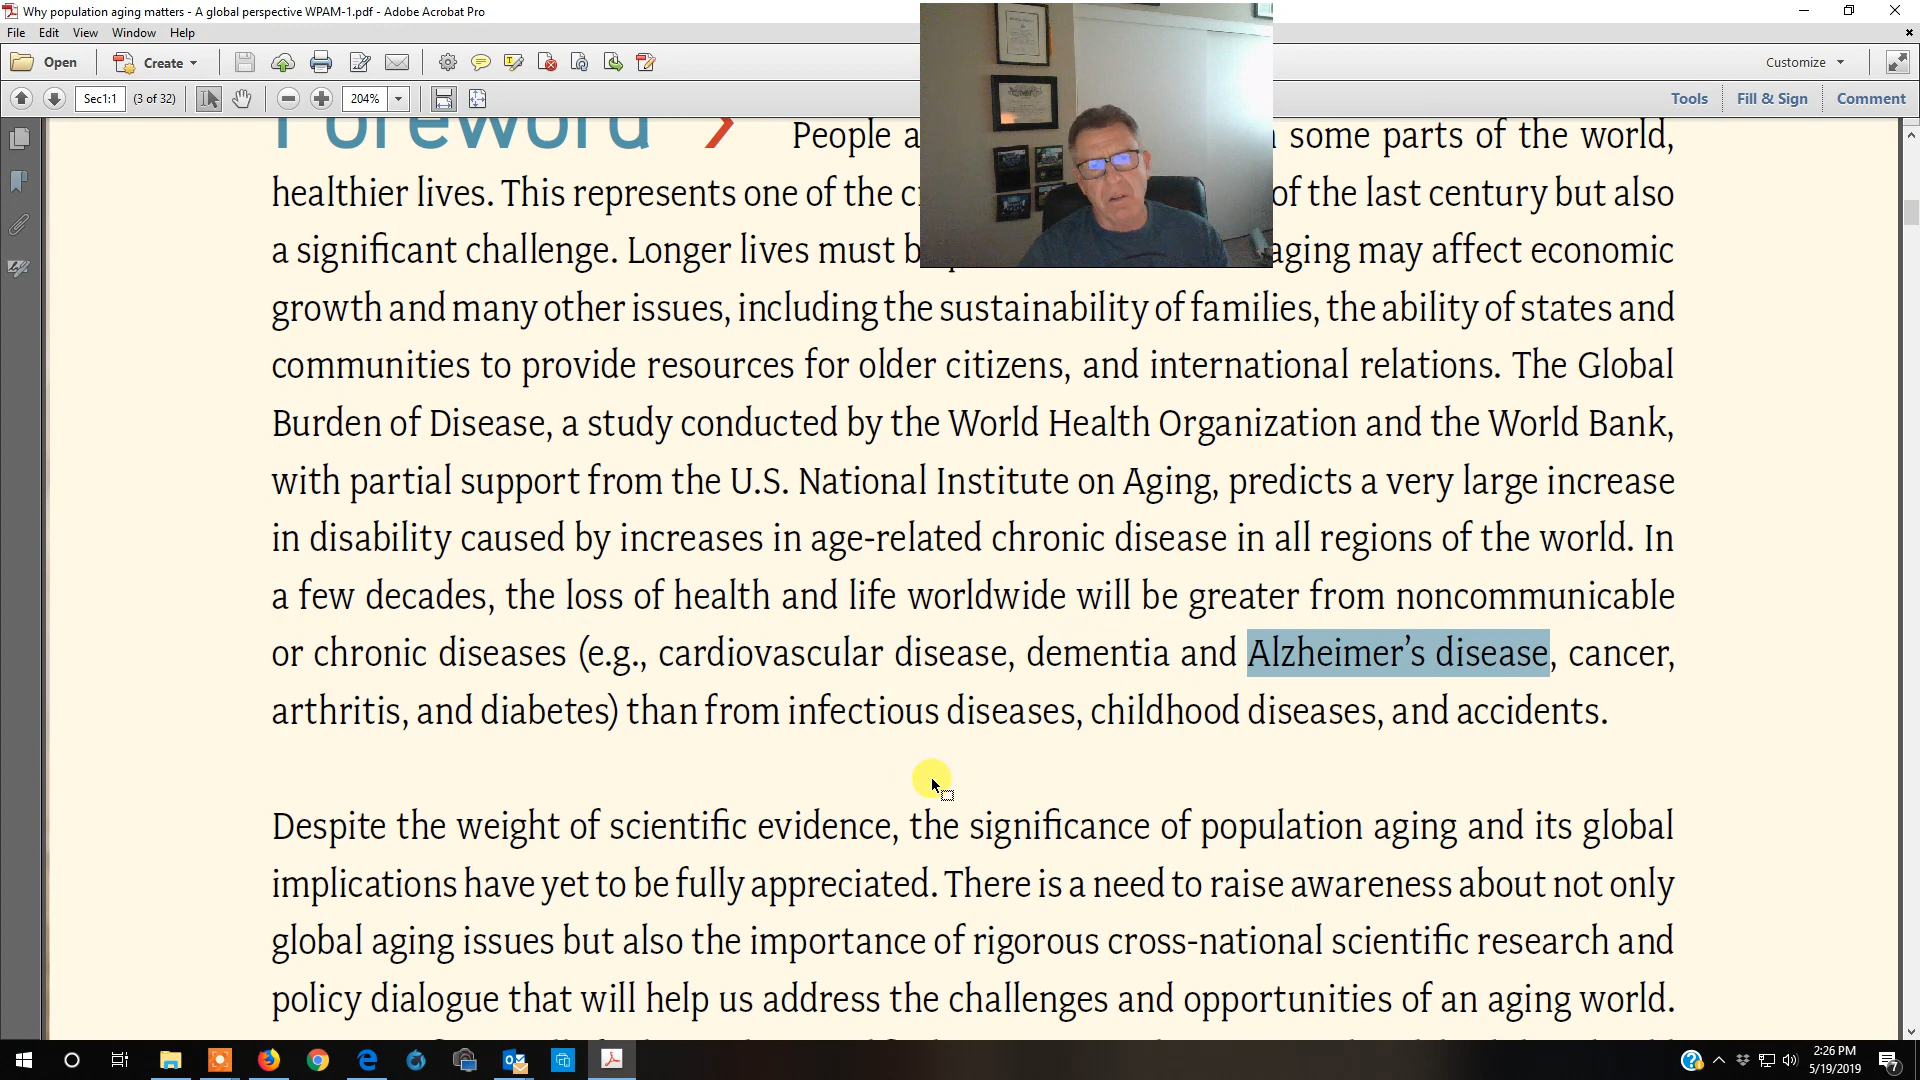 Why population aging matters - A global perspective WPAM-1.pdf - Adobe Acrobat Pro
File Edit View Window Help
Open Create Customize
Sec1:1 (3 of 32) 204% Tools Fill & Sign Comment
Foreword People a some parts of the world,
healthier lives. This represents one of the c of the last century but also
a significant challenge. Longer lives must b aging may affect economic
growth and many other issues, including the sustainability of families, the ability of states and
communities to provide resources for older citizens, and international relations. The Global
Burden of Disease, a study conducted by the World Health Organization and the World Bank,
with partial support from the U.S. National Institute on Aging, predicts a very large increase
in disability caused by increases in age-related chronic disease in all regions of the world. In
a few decades, the loss of health and life worldwide will be greater from noncommunicable
or chronic diseases (e.g., cardiovascular disease, dementia and Alzheimer’s disease, cancer,
arthritis, and diabetes) than from infectious diseases, childhood diseases, and accidents.
Despite the weight of scientific evidence, the significance of population aging and its global
implications have yet to be fully appreciated. There is a need to raise awareness about not only
global aging issues but also the importance of rigorous cross-national scientific research and
policy dialogue that will help us address the challenges and opportunities of an aging world.
2:26 PM
5/19/2019
7